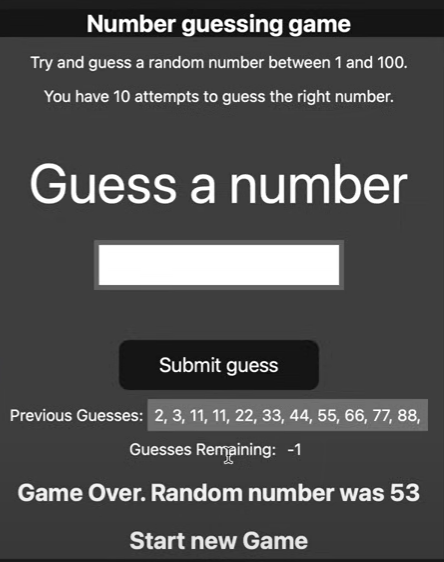 Number guessing game
Try and guess a random number between 1 and 100.
You have 10 attempts to guess the right number.
Guess a number
Submit guess
Previous Guesses: 2, 3, 11, 11, 22, 33, 44, 55, 66, 77, 88,
Guesses Remaining: -1
Game Over. Random number was 53
Start new Game